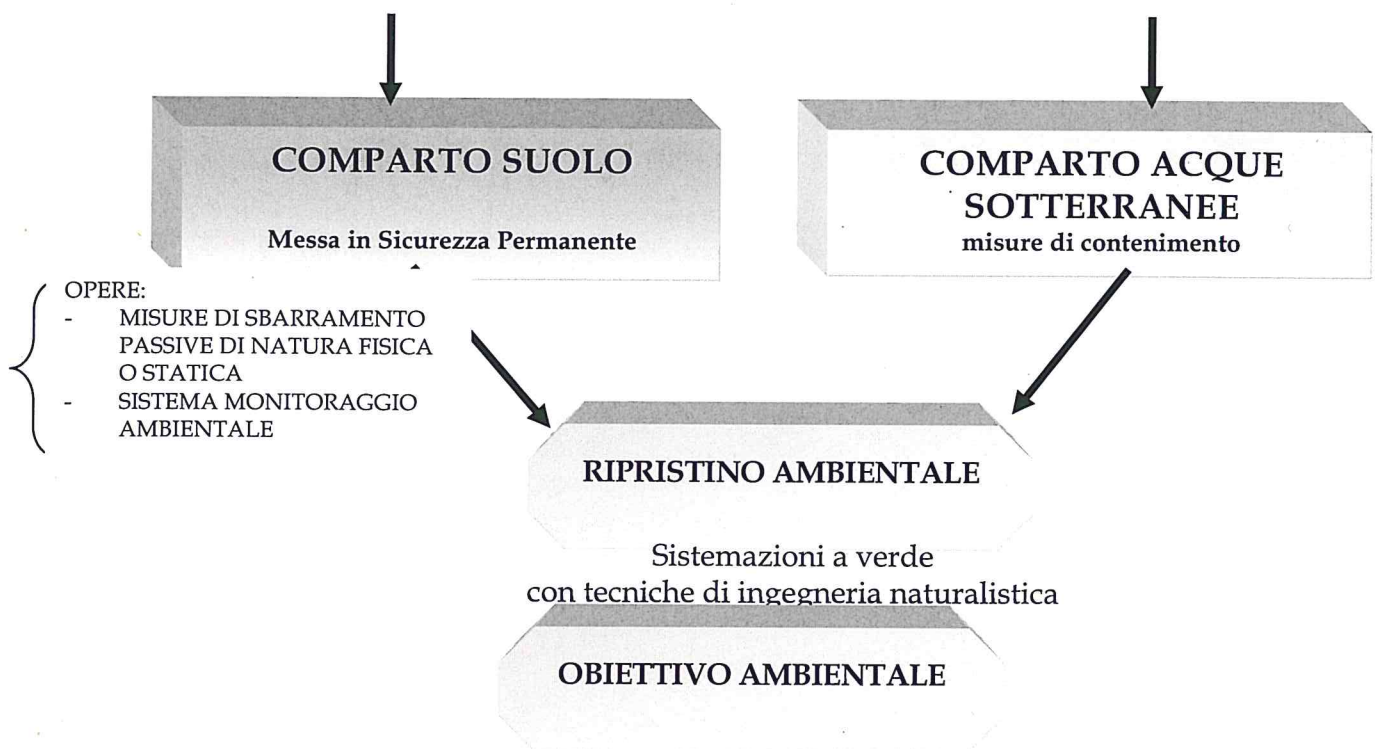 COMPARTO SUOLO
Messa in Sicurezza Permanente
COMPARTO ACQUE
SOTTERRANEE
misure di contenimento
OPERE:
- MISURE DI SBARRAMENTO
PASSIVE DI NATURA FISICA
O STATICA
- SISTEMA MONITORAGGIO
AMBIENTALE
RIPRISTINO AMBIENTALE
Sistemazioni a verde
con tecniche di ingegneria naturalistica
OBIETTIVO AMBIENTALE